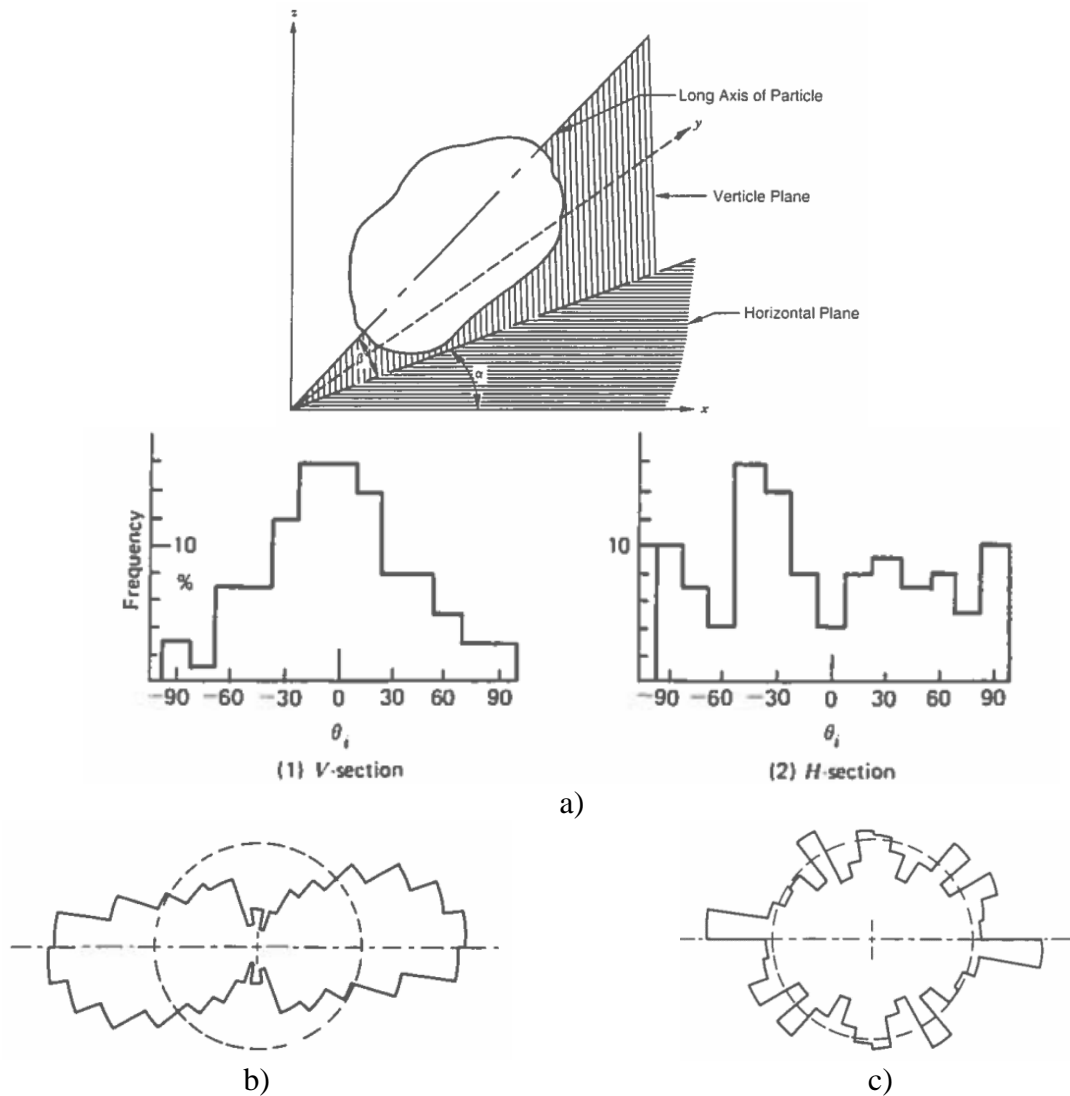 z
Long Axis of Particle
y
Verticle Plane
Horizontal Plane
β
α
x
Frequency
10
%
-90 -60 -30 0 30 60 90
θi
(1) V-section
10
-90 -60 -30 0 30 60 90
θi
(2) H-section
a)
b)
c)